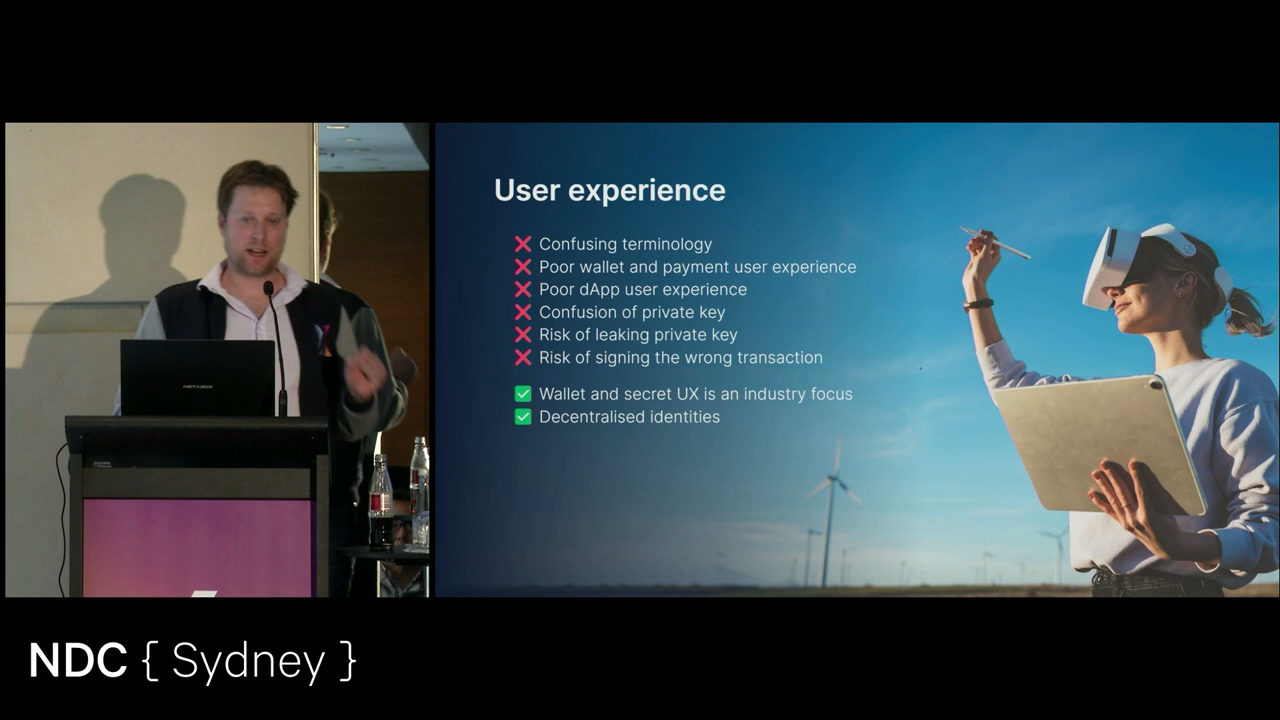 User experience
❌ Confusing terminology
❌ Poor wallet and payment user experience
❌ Poor dApp user experience
❌ Confusion of private key
❌ Risk of leaking private key
❌ Risk of signing the wrong transaction
✅ Wallet and secret UX is an industry focus
✅ Decentralised identities
NDC { Sydney }